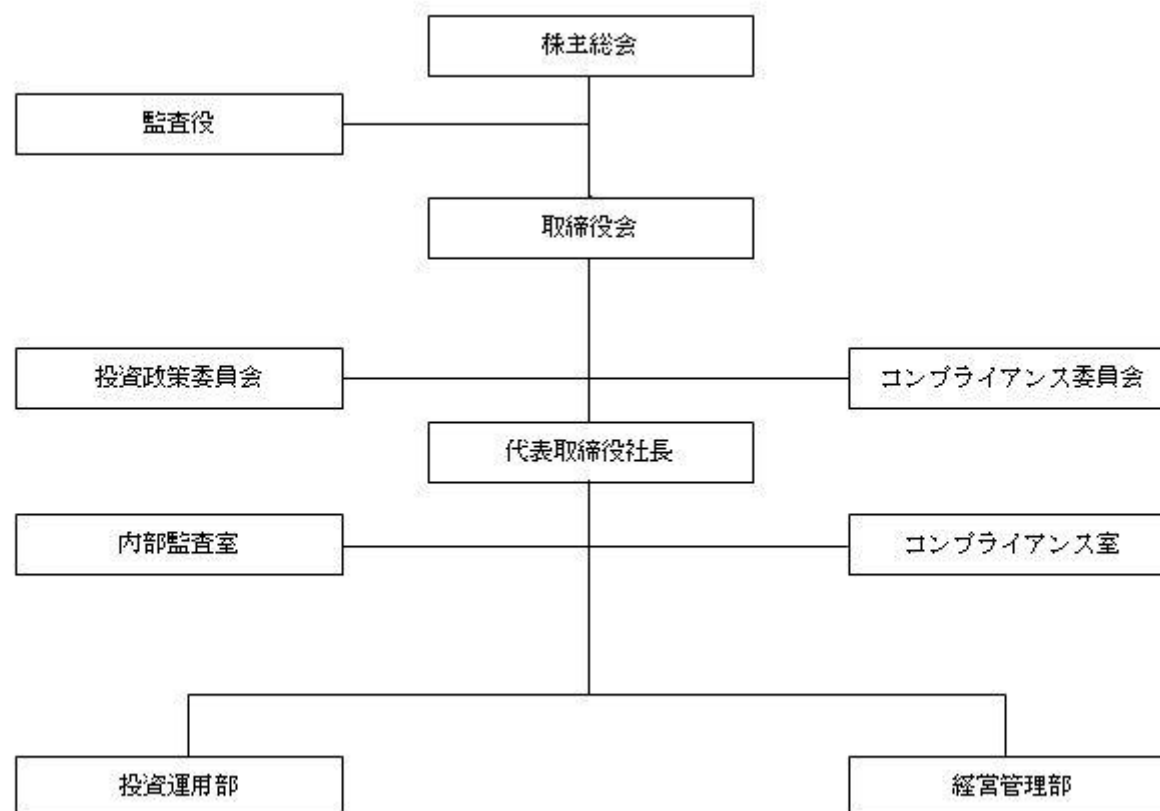 株主総会
監査役
取締役会
投資政策委員会
コンプライアンス委員会
代表取締役社長
内部監査室
コンプライアンス室
投資運用部
経営管理部